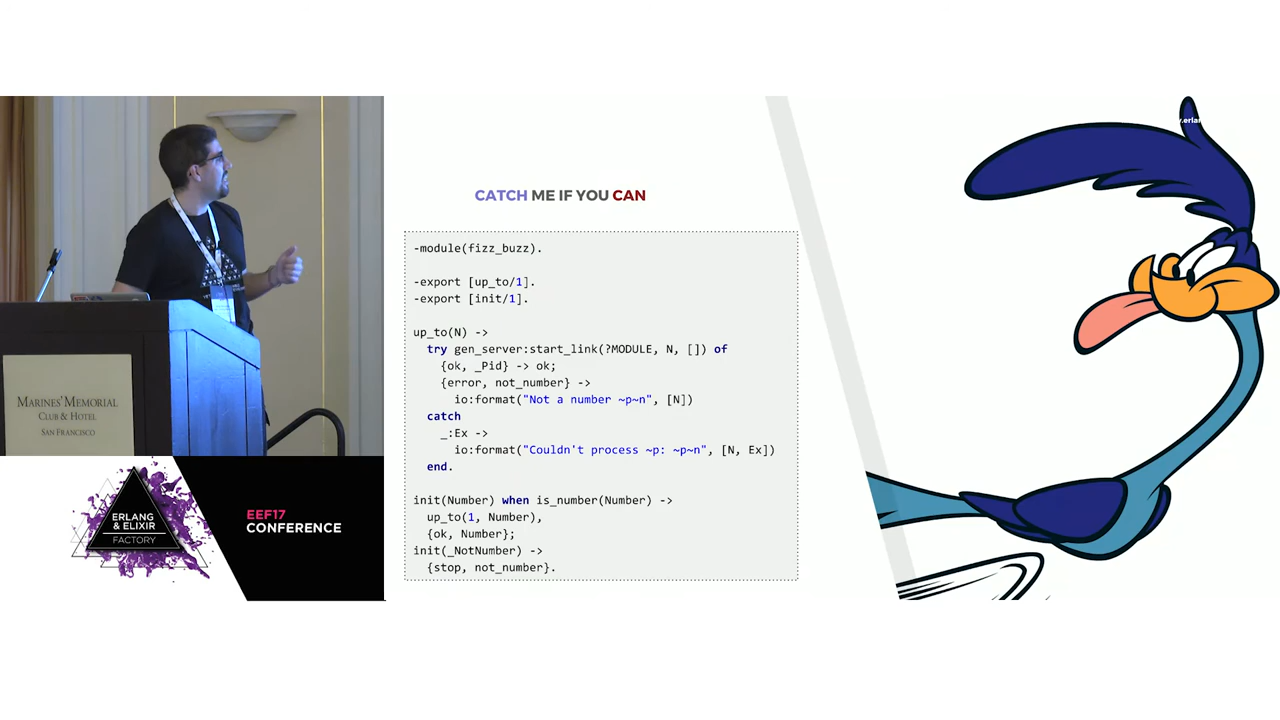 MARINES' MEMORIAL
CLUB & HOTEL
SAN FRANCISCO
ERLANG
& ELIXIR
FACTORY
EEF17
CONFERENCE
CATCH ME IF YOU CAN
-module(fizz_buzz).
-export [up_to/1].
-export [init/1].
up_to(N) ->
try gen_server:start_link(?MODULE, N, []) of
{ok, _Pid} -> ok;
{error, not_number} ->
io:format("Not a number ~p~n", [N])
catch
_:Ex ->
io:format("Couldn't process ~p: ~p~n", [N, Ex])
end.
init(Number) when is_number(Number) ->
up_to(1, Number),
{ok, Number};
init(_NotNumber) ->
{stop, not_number}.